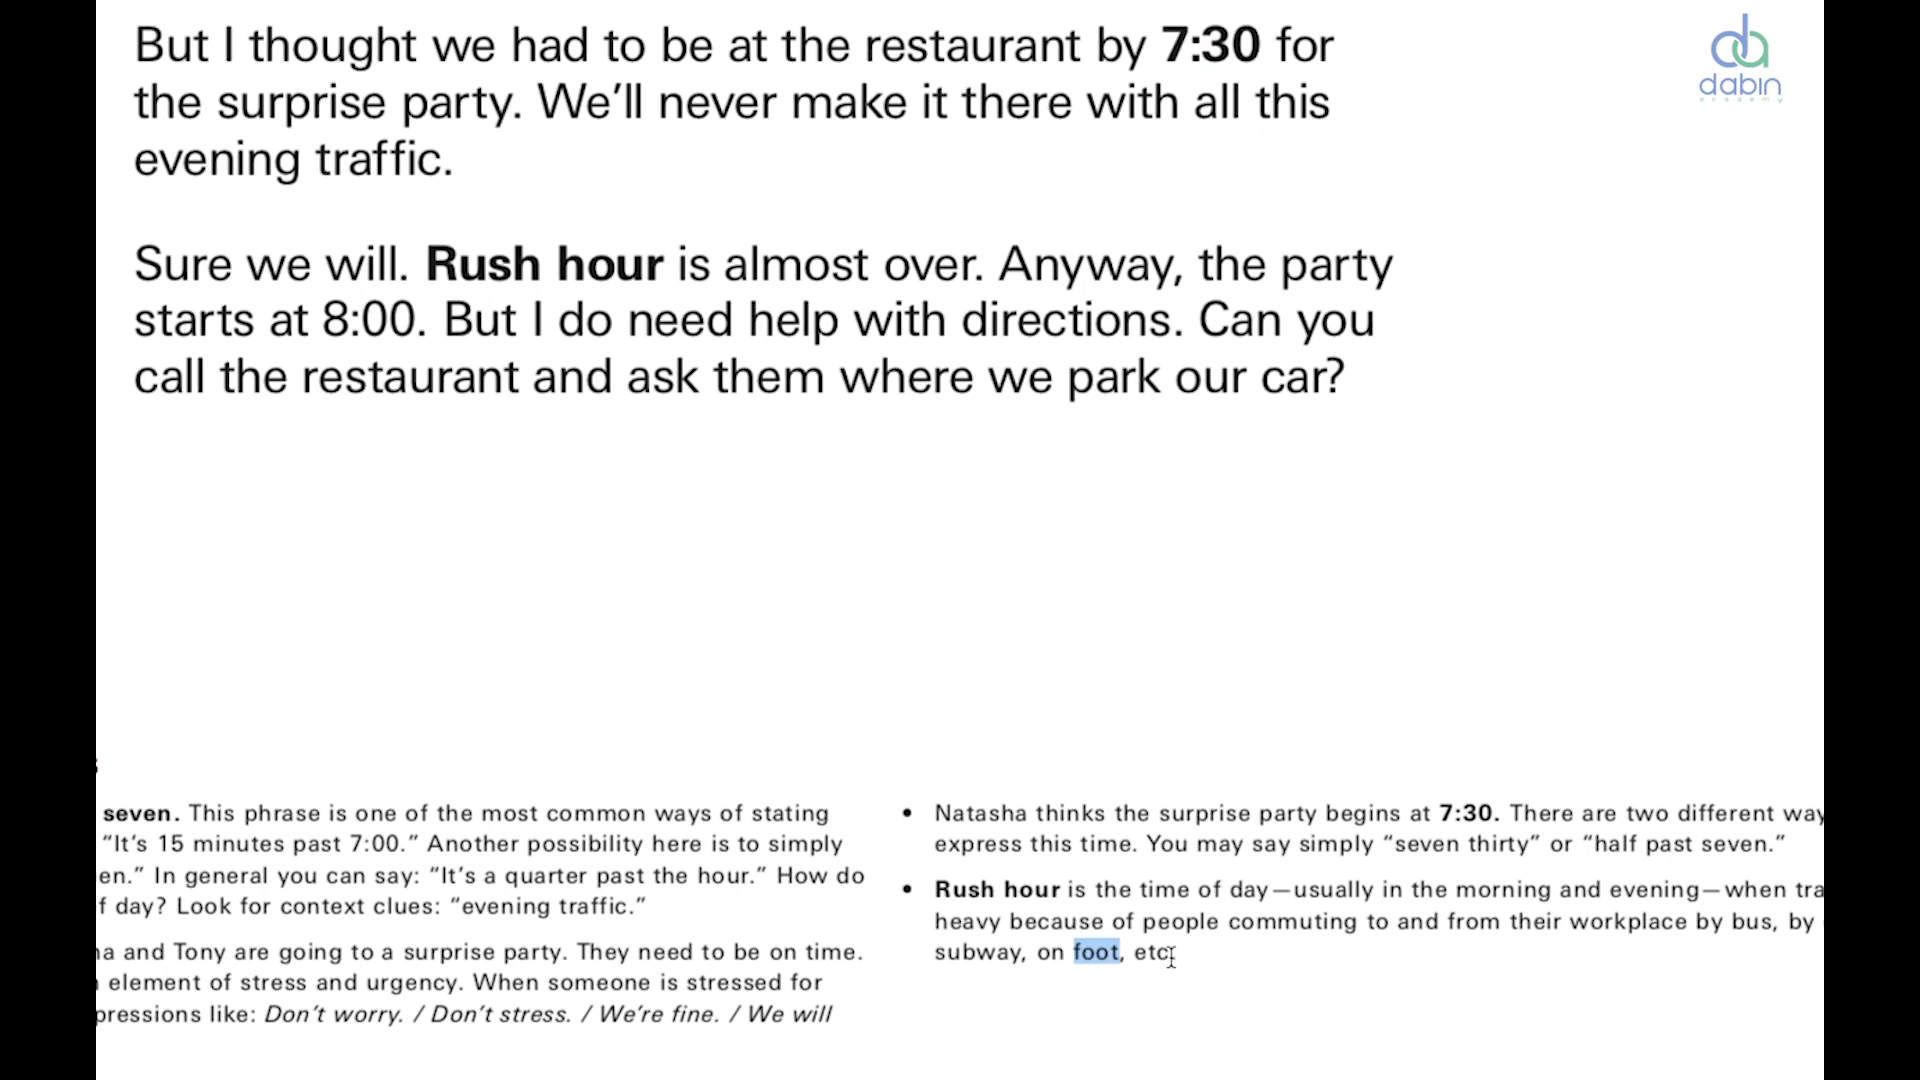 But I thought we had to be at the restaurant by 7:30 for
the surprise party. We’ll never make it there with all this
evening traffic.
Sure we will. Rush hour is almost over. Anyway, the party
starts at 8:00. But I do need help with directions. Can you
call the restaurant and ask them where we park our car?
dabin
academy
seven. This phrase is one of the most common ways of stating
“It’s 15 minutes past 7:00.” Another possibility here is to simply
en.” In general you can say: “It’s a quarter past the hour.” How do
f day? Look for context clues: “evening traffic.”
and Tony are going to a surprise party. They need to be on time.
element of stress and urgency. When someone is stressed for
pressions like: Don’t worry. / Don’t stress. / We’re fine. / We will
• Natasha thinks the surprise party begins at 7:30. There are two different way
express this time. You may say simply “seven thirty” or “half past seven.”
• Rush hour is the time of day—usually in the morning and evening—when tra
heavy because of people commuting to and from their workplace by bus, by
subway, on foot, etc.